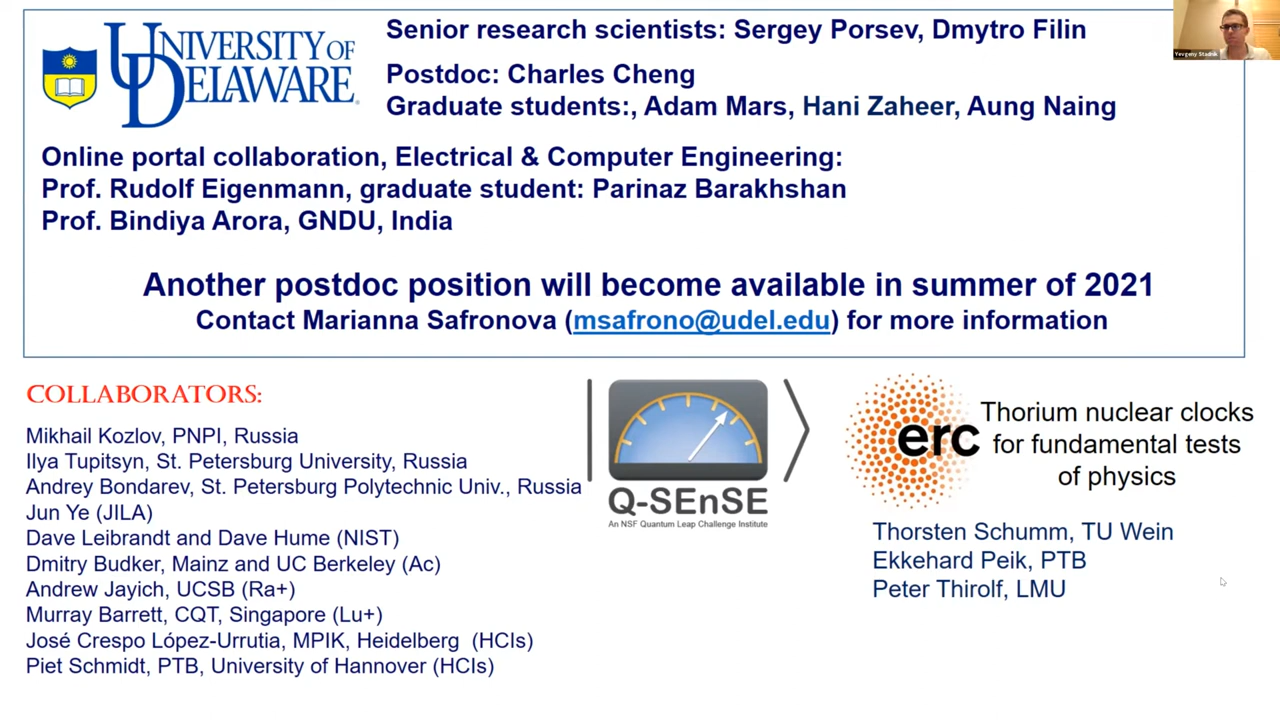 UNIVERSITY OF
DELAWARE
Senior research scientists: Sergey Porsev, Dmytro Filin
Postdoc: Charles Cheng
Graduate students:, Adam Mars, Hani Zaheer, Aung Naing
Yevgeny Stadnik
Online portal collaboration, Electrical & Computer Engineering:
Prof. Rudolf Eigenmann, graduate student: Parinaz Barakhshan
Prof. Bindiya Arora, GNDU, India
Another postdoc position will become available in summer of 2021
Contact Marianna Safronova (msafrono@udel.edu) for more information
COLLABORATORS:
Mikhail Kozlov, PNPI, Russia
Ilya Tupitsyn, St. Petersburg University, Russia
Andrey Bondarev, St. Petersburg Polytechnic Univ., Russia
Jun Ye (JILA)
Dave Leibrandt and Dave Hume (NIST)
Dmitry Budker, Mainz and UC Berkeley (Ac)
Andrew Jayich, UCSB (Ra+)
Murray Barrett, CQT, Singapore (Lu+)
José Crespo López-Urrutia, MPIK, Heidelberg (HCIs)
Piet Schmidt, PTB, University of Hannover (HCIs)
Q-SEnSE
An NSF Quantum Leap Challenge Institute
erc
Thorium nuclear clocks
for fundamental tests
of physics
Thorsten Schumm, TU Wein
Ekkehard Peik, PTB
Peter Thirolf, LMU